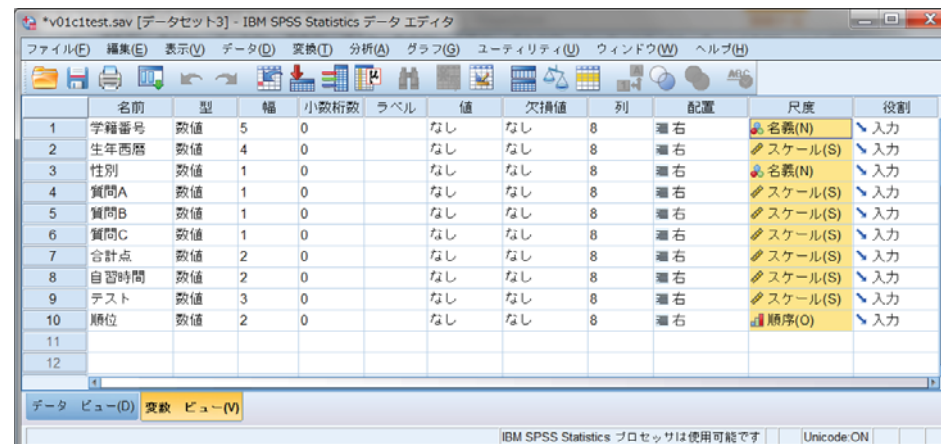 *v01c1test.sav [データセット3] - IBM SPSS Statistics データ エディタ
ファイル(F) 編集(E) 表示(V) データ(D) 変換(T) 分析(A) グラフ(G) ユーティリティ(U) ウィンドウ(W) ヘルプ(H)
名前 型 幅 小数桁数 ラベル 値 欠損値 列 配置 尺度 役割
1 学籍番号 数値 5 0 なし なし 8 右 名義(N) 入力
2 生年西暦 数値 4 0 なし なし 8 右 スケール(S) 入力
3 性別 数値 1 0 なし なし 8 右 名義(N) 入力
4 質問A 数値 1 0 なし なし 8 右 スケール(S) 入力
5 質問B 数値 1 0 なし なし 8 右 スケール(S) 入力
6 質問C 数値 1 0 なし なし 8 右 スケール(S) 入力
7 合計点 数値 2 0 なし なし 8 右 スケール(S) 入力
8 自習時間 数値 2 0 なし なし 8 右 スケール(S) 入力
9 テスト 数値 3 0 なし なし 8 右 スケール(S) 入力
10 順位 数値 2 0 なし なし 8 右 順序(O) 入力
11
12
データ ビュー(D) 変数 ビュー(V)
IBM SPSS Statistics プロセッサは使用可能です Unicode:ON